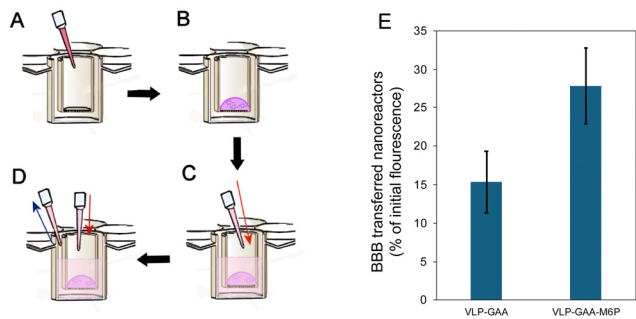 A
B
C
D
E
BBB transferred nanoreactors
(% of initial flourescence)
35
30
25
20
15
10
5
0
VLP-GAA
VLP-GAA-M6P